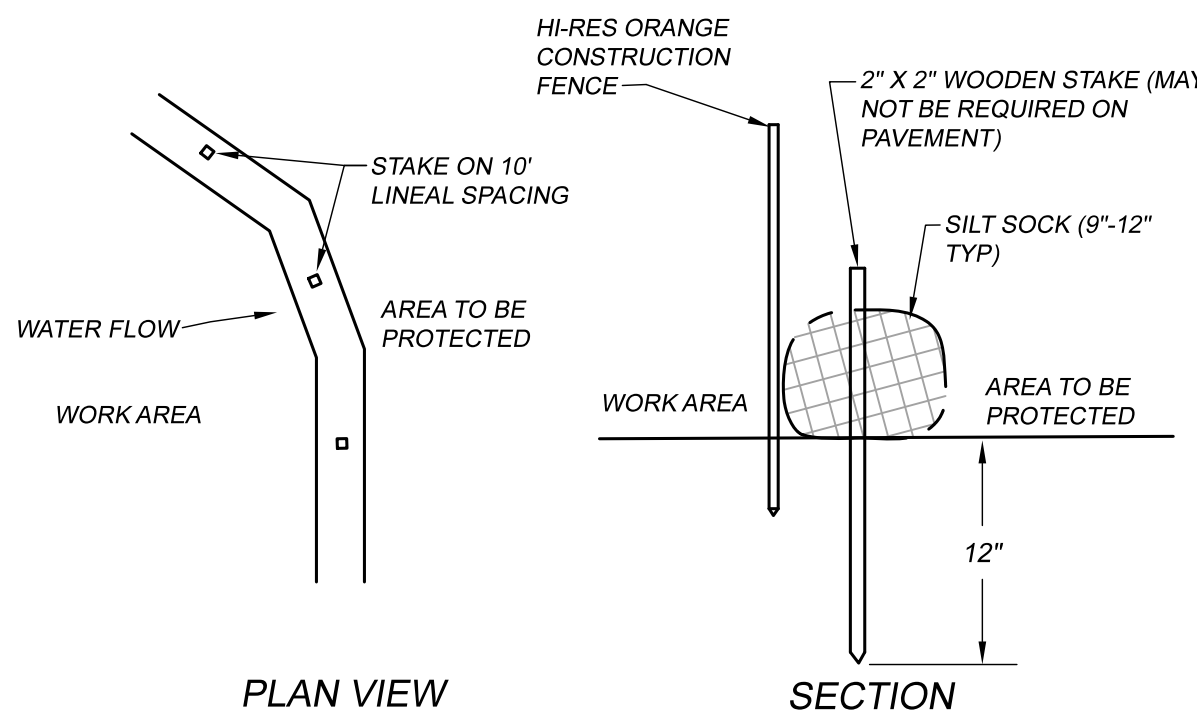 HI-RES ORANGE
CONSTRUCTION
FENCE
2" X 2" WOODEN STAKE (MAY
NOT BE REQUIRED ON
PAVEMENT)
STAKE ON 10'
LINEAL SPACING
SILT SOCK (9"-12"
TYP)
WATER FLOW
AREA TO BE
PROTECTED
WORK AREA
WORK AREA
AREA TO BE
PROTECTED
12"
PLAN VIEW
SECTION